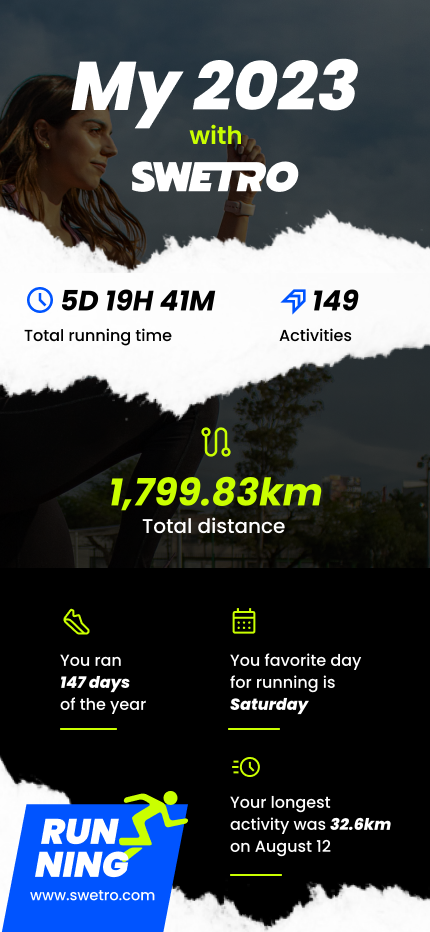 My 2023
with
SWETRO
5D 19H 41M
Total running time
149
Activities
1,799.83km
Total distance
You ran
147 days
of the year
You favorite day
for running is
Saturday
Your longest
activity was 32.6km
on August 12
RUN
NING
www.swetro.com